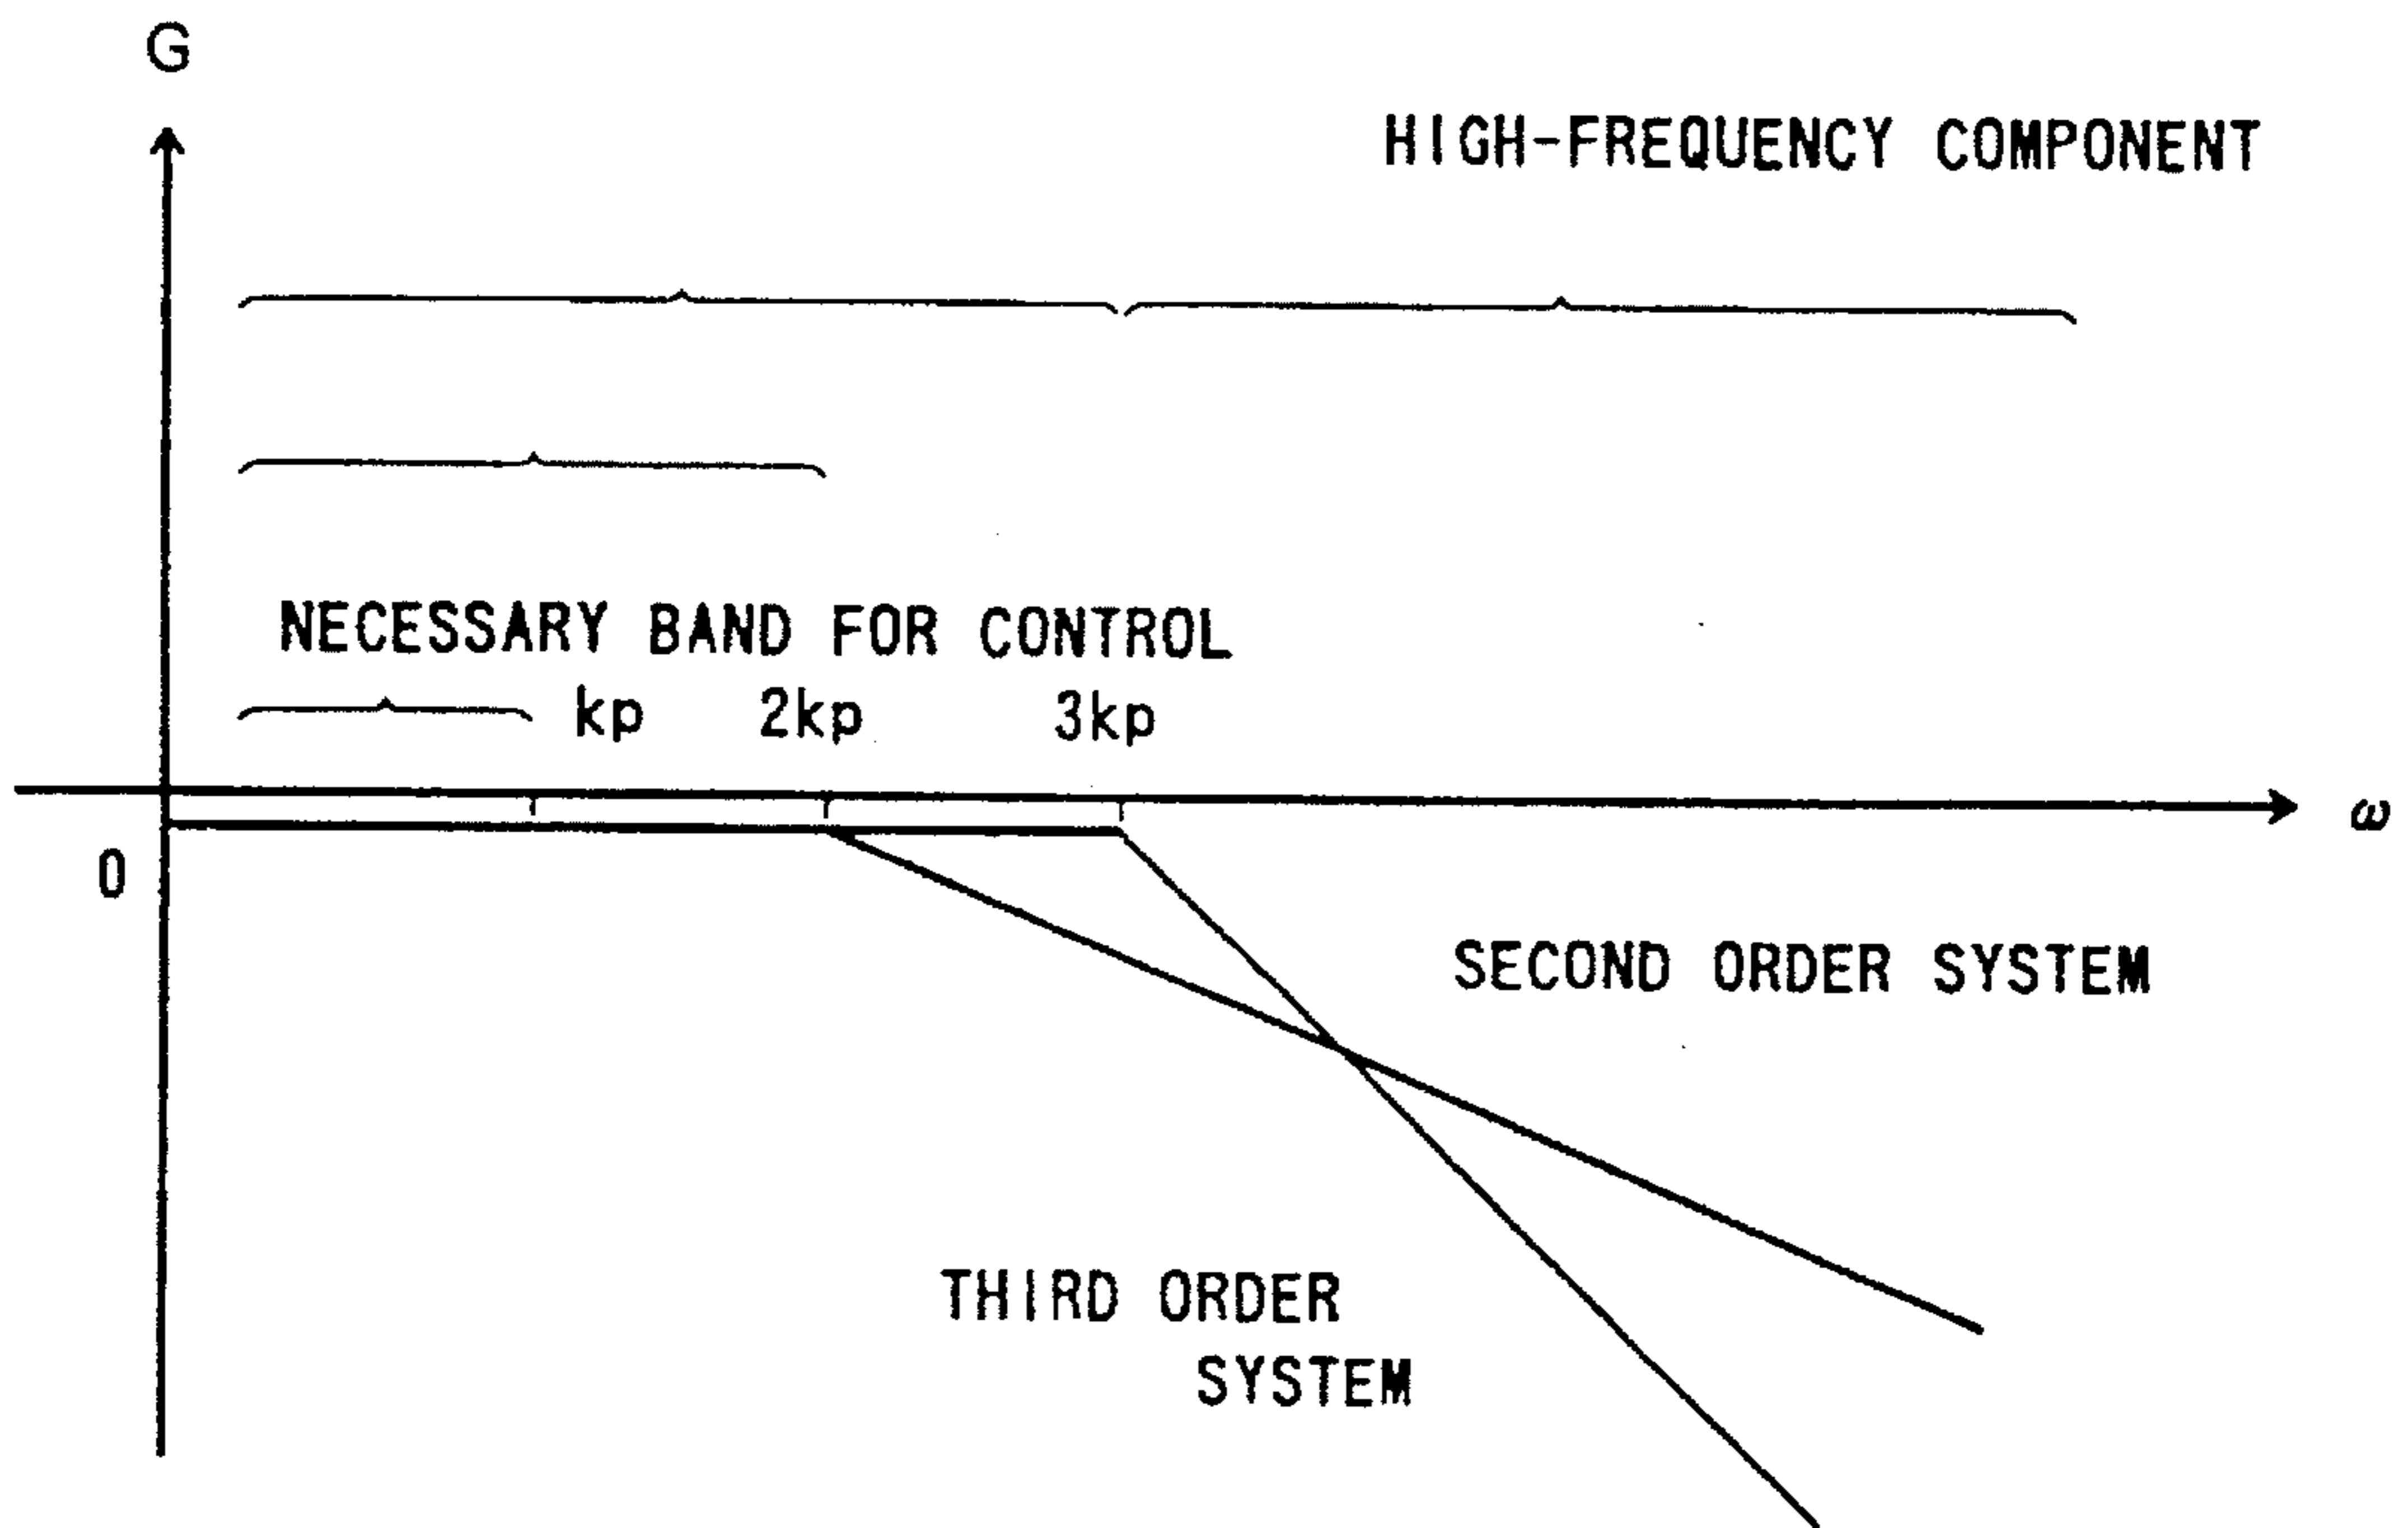 G
HIGH-FREQUENCY COMPONENT
NECESSARY BAND FOR CONTROL
kp 2kp 3kp
ω
0
SECOND ORDER SYSTEM
THIRD ORDER
SYSTEM